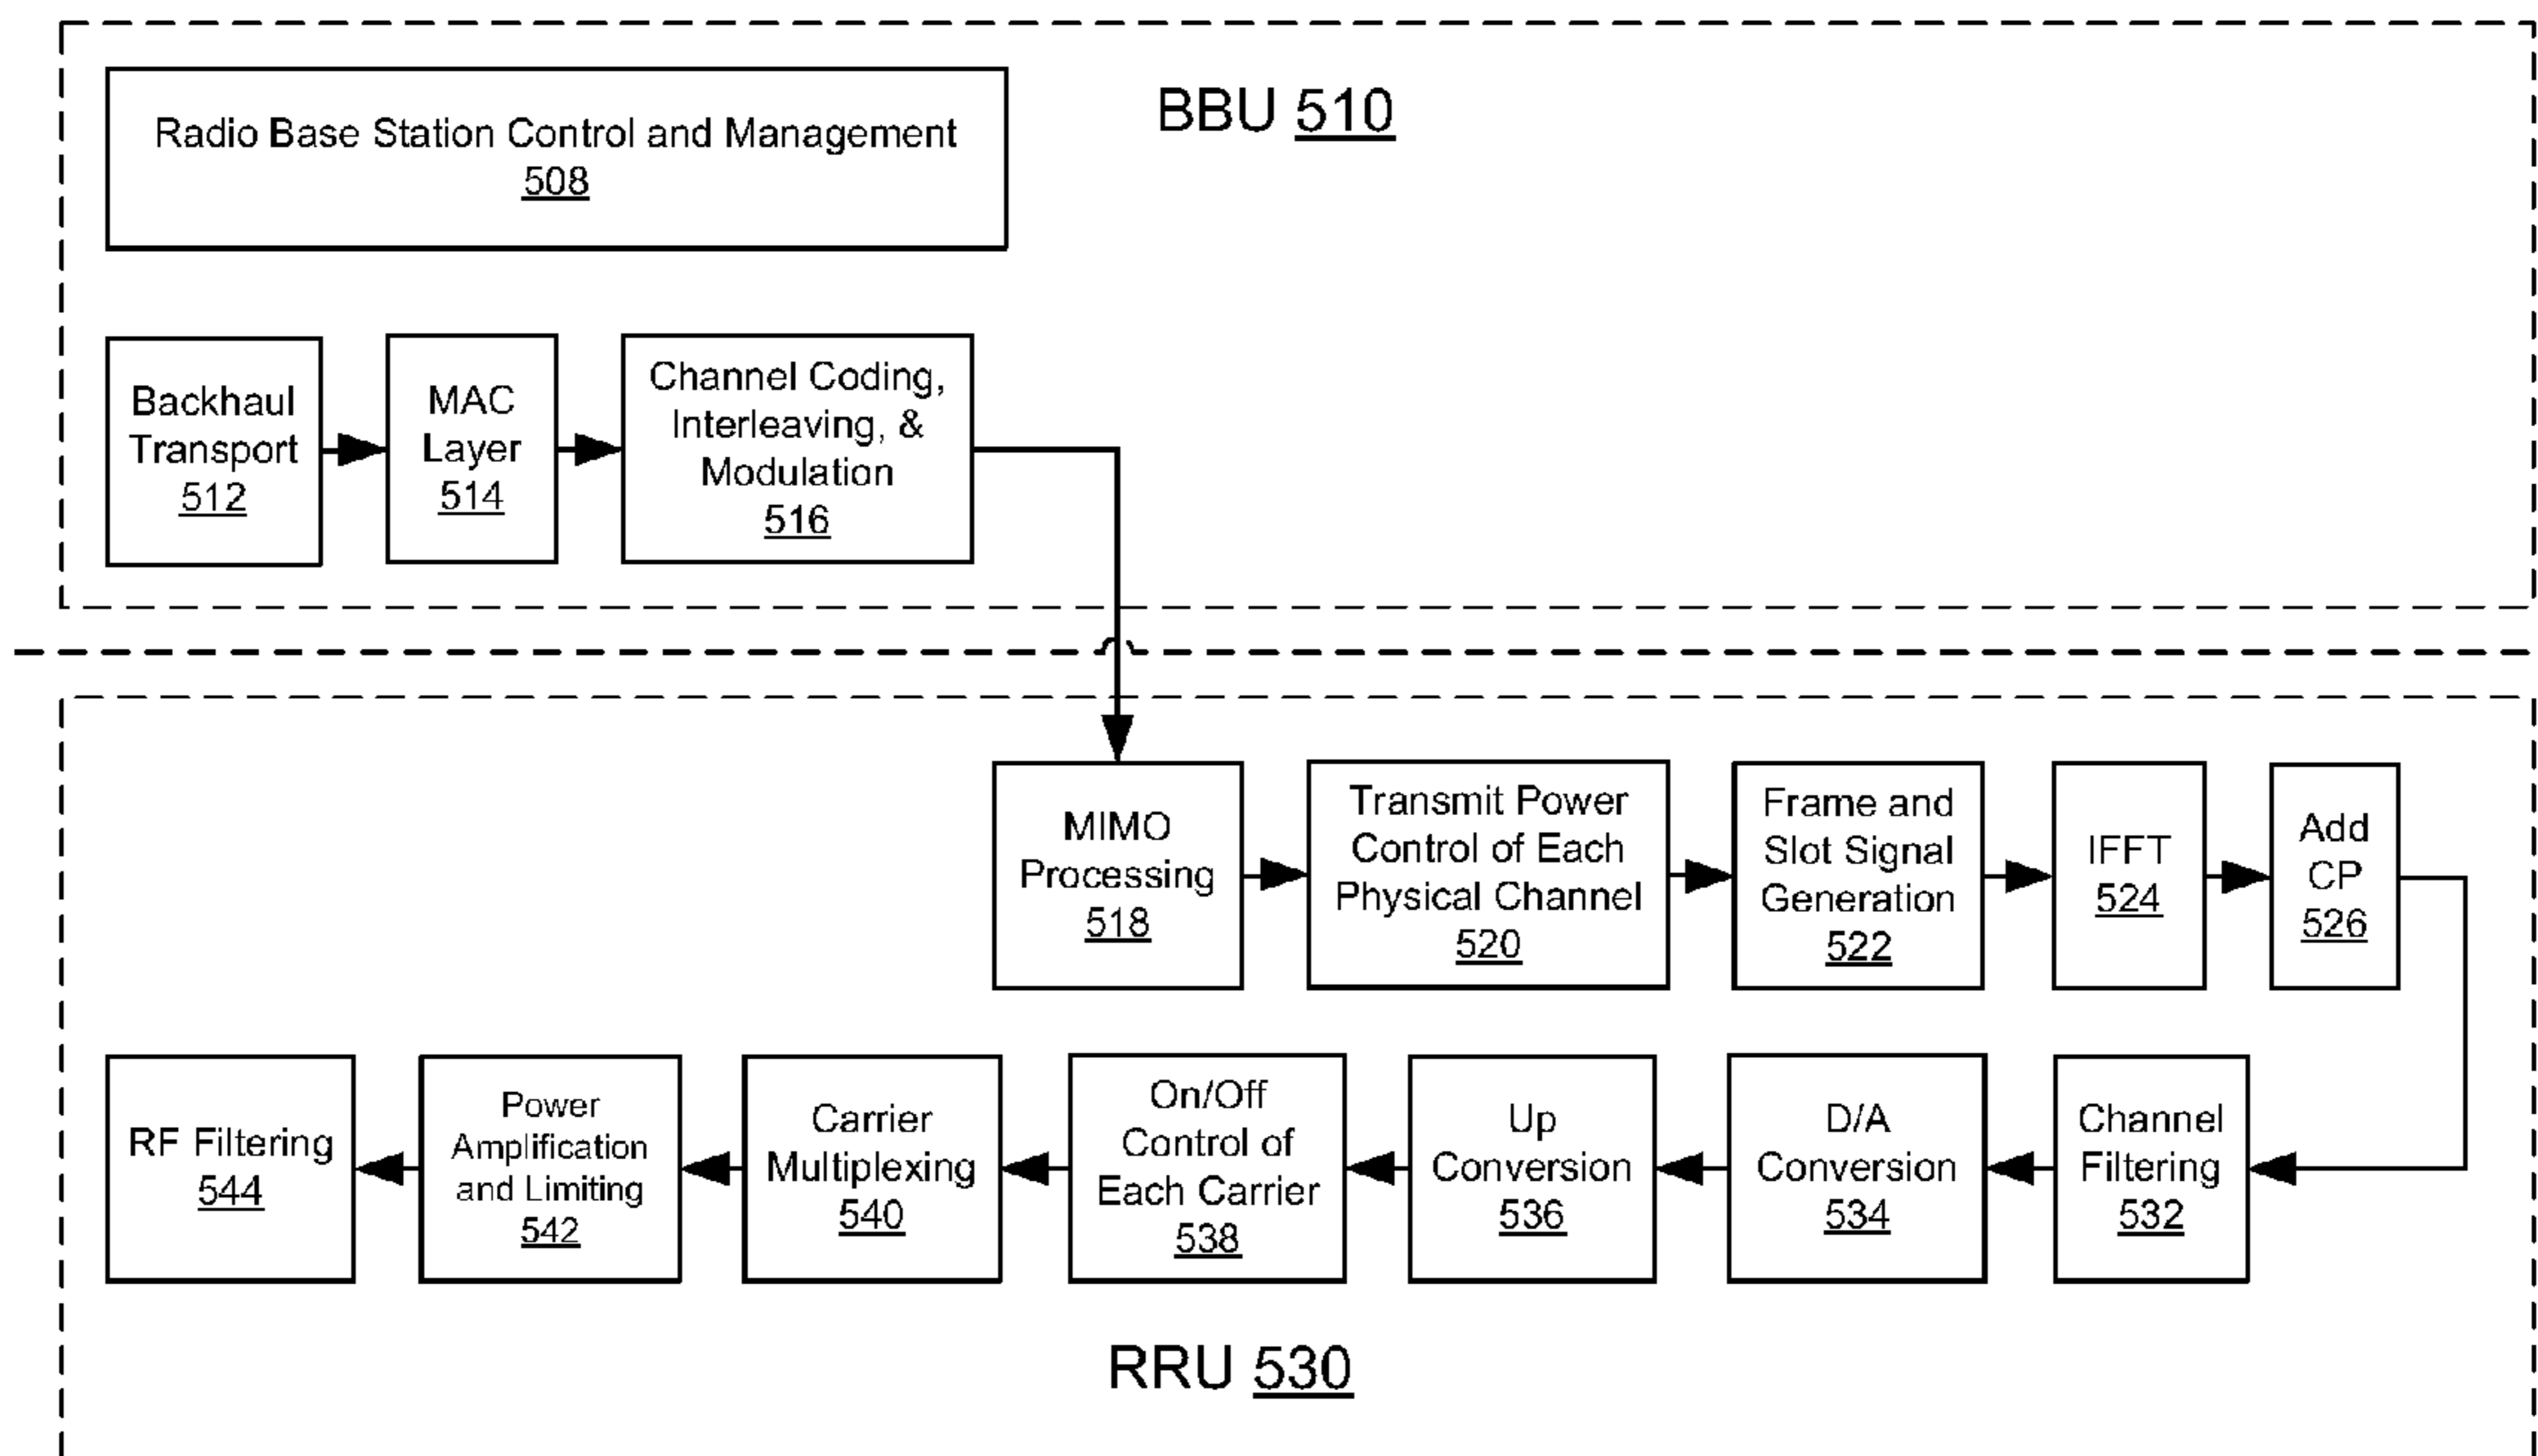 BBU 510
Radio Base Station Control and Management
508
Backhaul
Transport
512
MAC
Layer
514
Channel Coding,
Interleaving, &
Modulation
516
MIMO
Processing
518
Transmit Power
Control of Each
Physical Channel
520
Frame and
Slot Signal
Generation
522
IFFT
524
Add
CP
526
Channel
Filtering
532
D/A
Conversion
534
Up
Conversion
536
On/Off
Control of
Each Carrier
538
Carrier
Multiplexing
540
Power
Amplification
and Limiting
542
RF Filtering
544
RRU 530